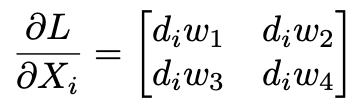 ∂L/∂X_i = [d_i w_1  d_i w_2
d_i w_3  d_i w_4]